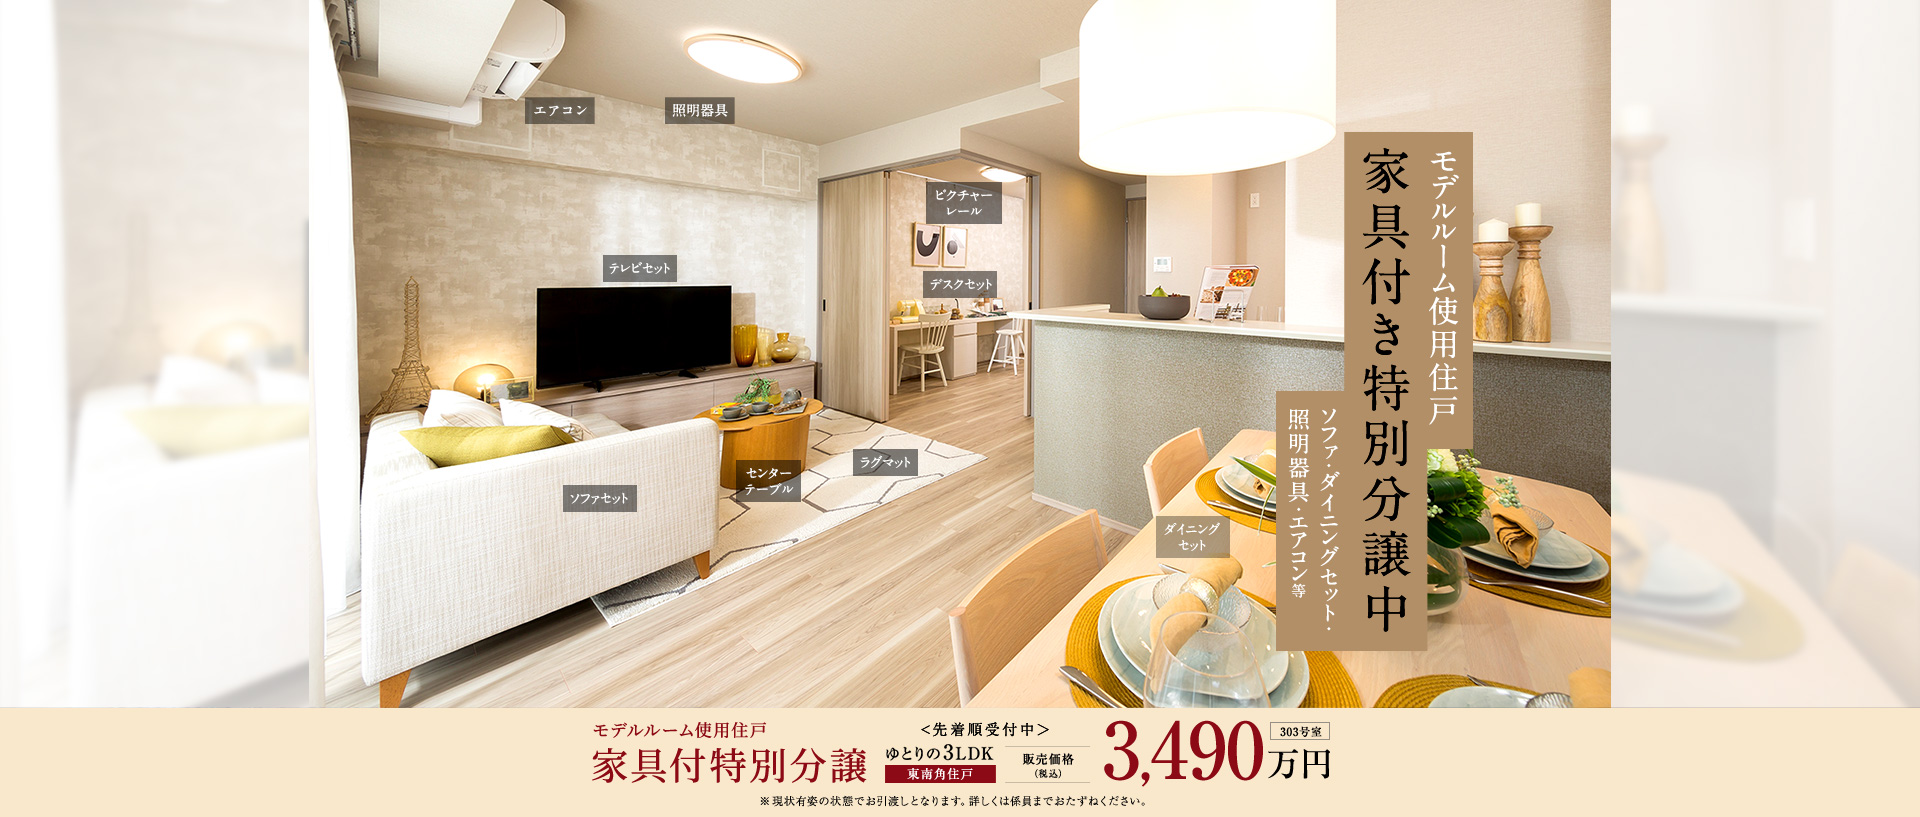 エアコン
照明器具
ピクチャー
レール
テレビセット
デスクセット
センター
テーブル
ラグマット
ソファセット
ダイニング
セット
モデルルーム使用住戸
家具付き特別分譲中
ソファ・ダイニングセット・
照明器具・エアコン等
モデルルーム使用住戸
家具付特別分譲
<先着順受付中>
ゆとりの3LDK
東南角住戸
販売価格
(税込)
3,490万円
303号室
※現状有姿の状態でお引渡しとなります。詳しくは係員までおたずねください。